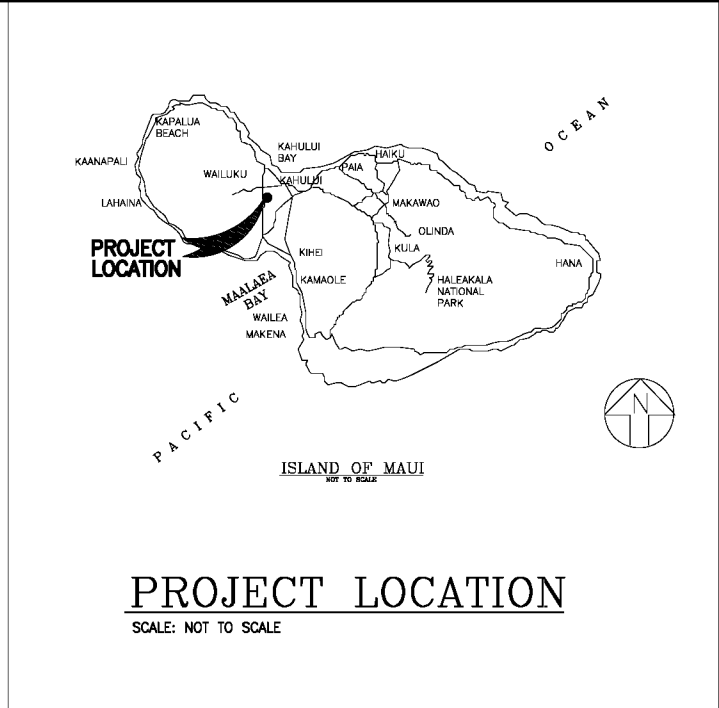 OCEAN
KAPALUA
BEACH
KAHULUI
BAY
HAIKU
KAANAPALI
PAIA
WAILUKU
KAHULUI
LAHAINA
MAKAWAO
OLINDA
PROJECT
LOCATION
KIHEI
KULA
HANA
KAMAOLE
HALEAKALA
NATIONAL
PARK
MAALAEA
BAY
WAILEA
MAKENA
PACIFIC
N
ISLAND OF MAUI
NOT TO SCALE
PROJECT LOCATION
SCALE: NOT TO SCALE